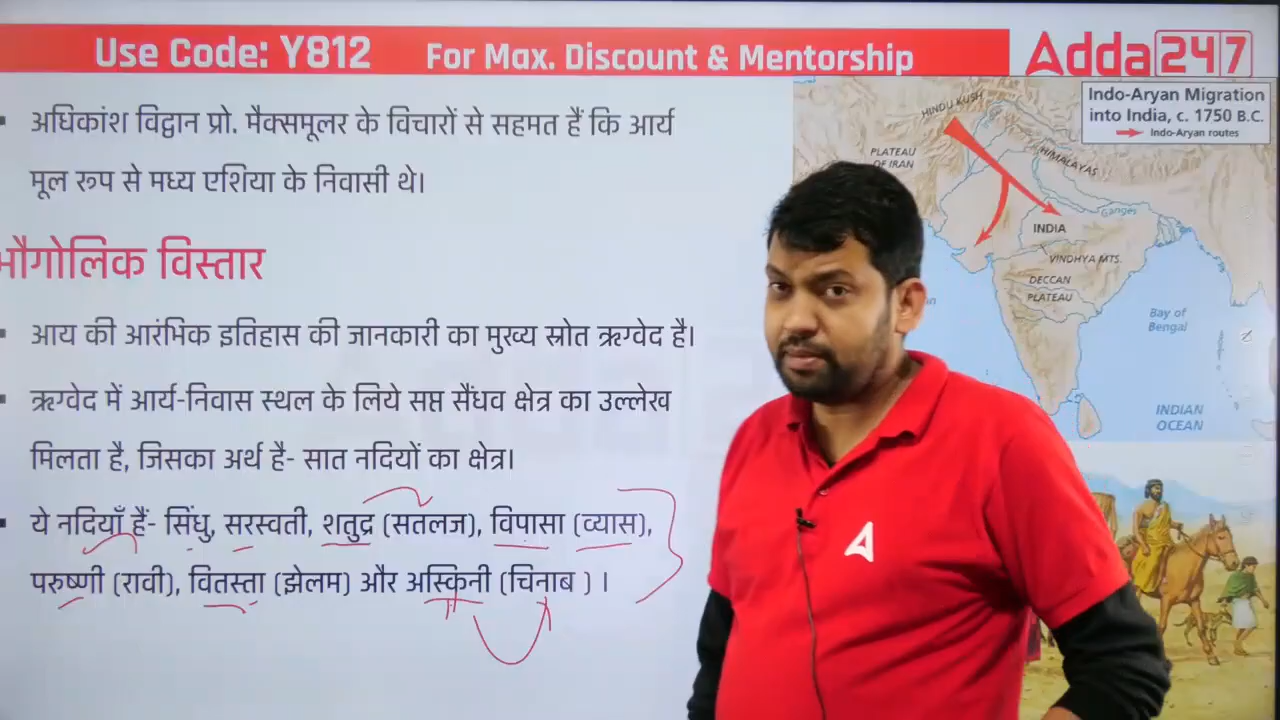 Use Code: Y812 For Max. Discount & Mentorship
Adda247
अधिकांश विद्वान प्रो. मैक्समूलर के विचारों से सहमत हैं कि आर्य
मूल रूप से मध्य एशिया के निवासी थे।
भौगोलिक विस्तार
आय की आरंभिक इतिहास की जानकारी का मुख्य स्रोत ऋग्वेद है।
ऋग्वेद में आर्य-निवास स्थल के लिये सप्त सैंधव क्षेत्र का उल्लेख
मिलता है, जिसका अर्थ है- सात नदियों का क्षेत्र।
ये नदियाँ हैं- सिंधु, सरस्वती, शतुद्र (सतलज), विपासा (व्यास),
परुष्णी (रावी), वितस्ता (झेलम) और अस्किनी (चिनाब ) ।
Indo-Aryan Migration
into India, c. 1750 B.C.
Indo-Aryan routes
HINDU KUSH
PLATEAU
OF IRAN
HIMALAYAS
Ganges
INDIA
VINDHYA MTS.
DECCAN
PLATEAU
Bay of
Bengal
INDIAN
OCEAN